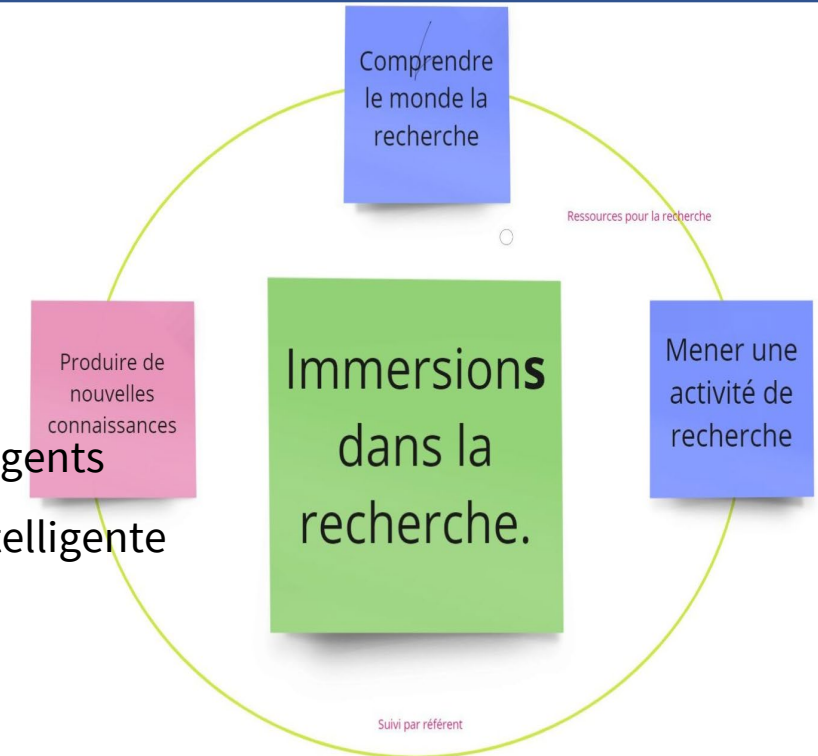 Comprendre
le monde la
recherche
Ressources pour la recherche
Immersions
dans la
recherche.
Mener une
activité de
recherche
Produire de
nouvelles
connaissances
gents
telligente
Suivi par référent